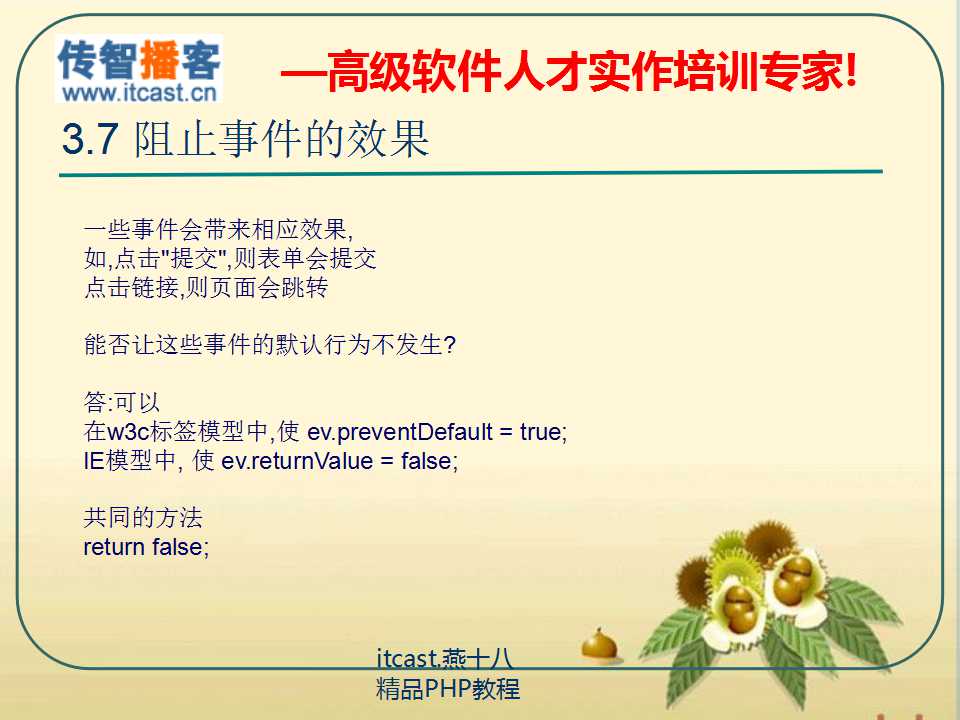 传智播客
www.itcast.cn
—高级软件人才实作培训专家!
3.7 阻止事件的效果
一些事件会带来相应效果,
如,点击"提交",则表单会提交
点击链接,则页面会跳转
能否让这些事件的默认行为不发生?
答:可以
在w3c标签模型中,使 ev.preventDefault = true;
IE模型中, 使 ev.returnValue = false;
共同的方法
return false;
itcast.燕十八
精品PHP教程